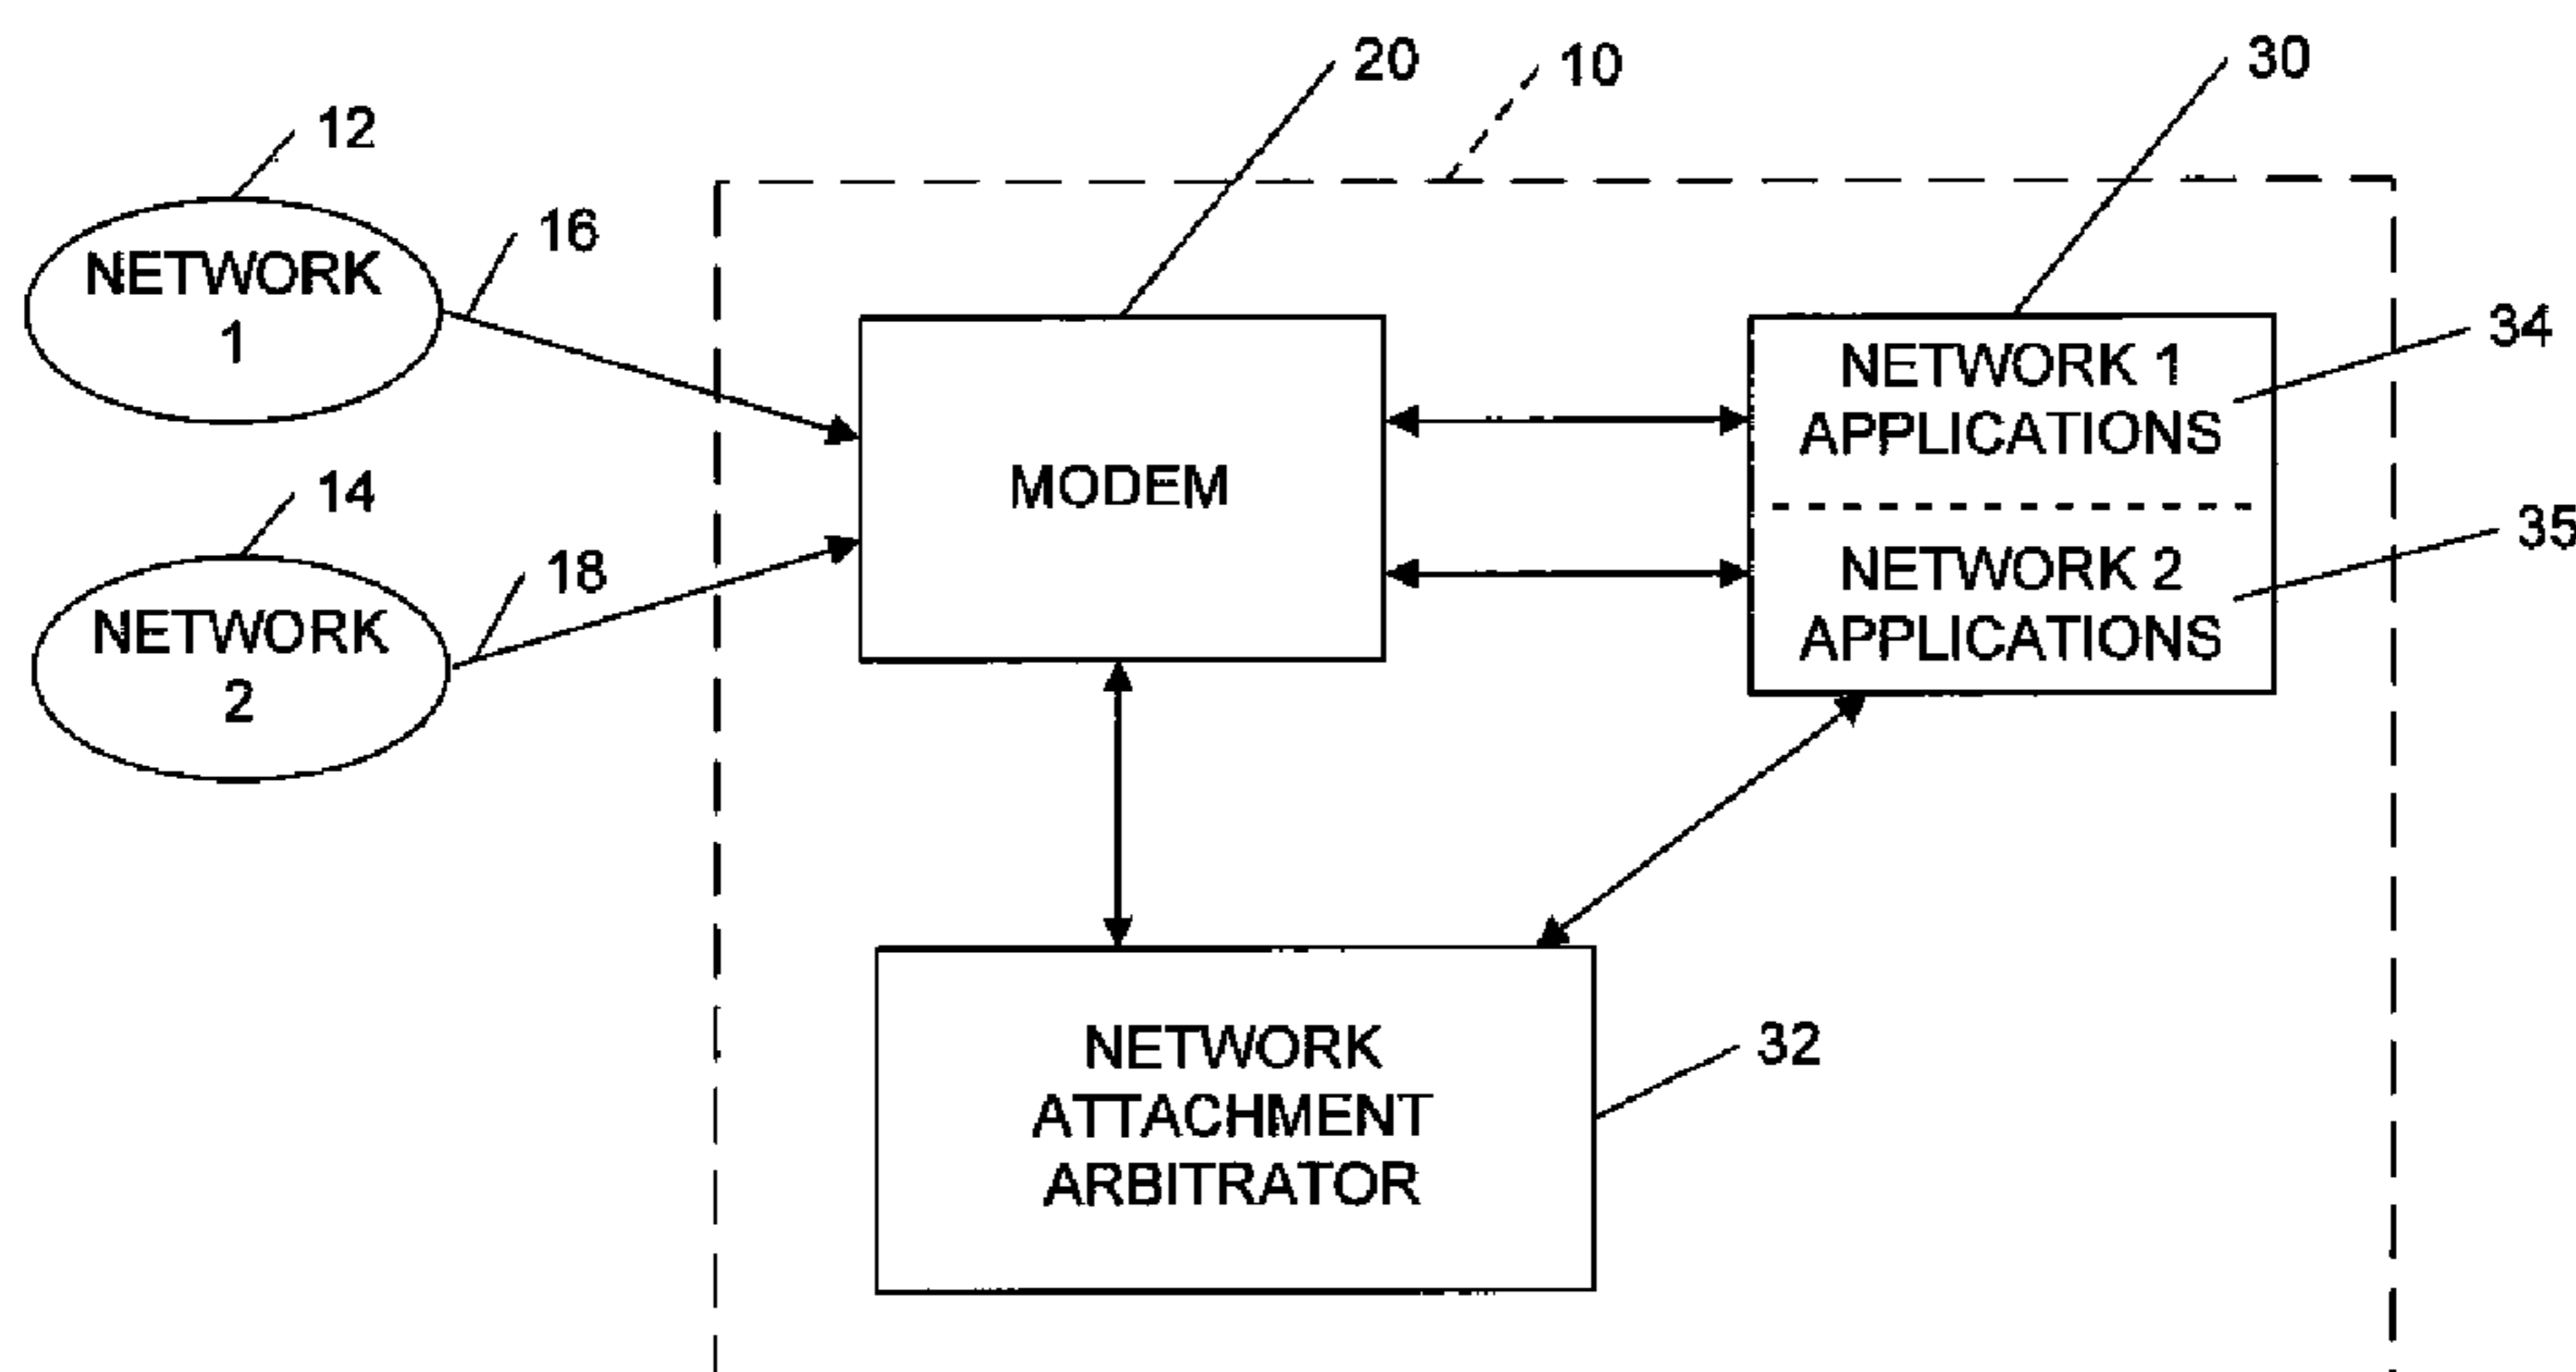 20
10
30
12
16
NETWORK
1
34
NETWORK 1
APPLICATIONS
MODEM
14
18
NETWORK
2
35
NETWORK 2
APPLICATIONS
NETWORK
ATTACHMENT
ARBITRATOR
32